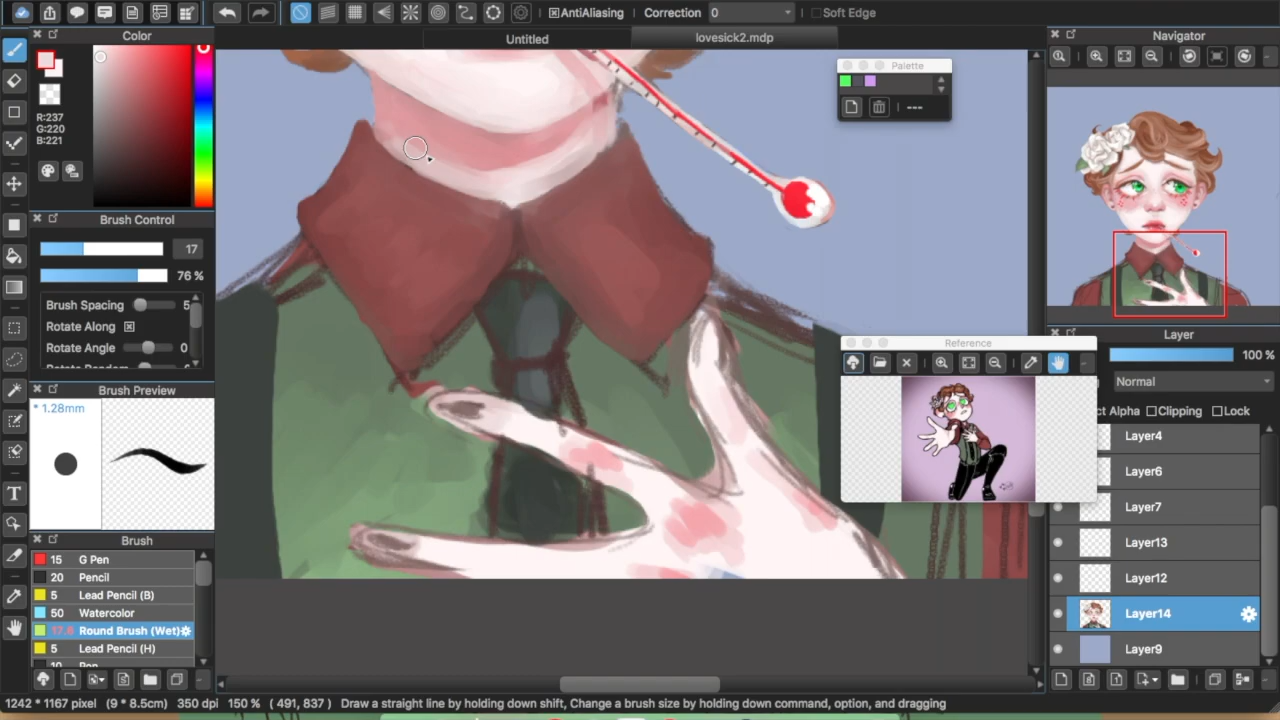 AntiAliasing Correction 0 Soft Edge
Color
Untitled
lovesick2.mdp
Navigator
Palette
R:237
G:220
B:221
---
Brush Control
17
76 %
Brush Spacing 5
Rotate Along
Rotate Angle 0
Reference
Layer
100 %
Normal
ct Alpha Clipping Lock
Brush Preview
* 1.28mm
Layer4
Layer6
Layer7
Layer13
Layer12
Layer14
Layer9
T
Brush
15 G Pen
20 Pencil
5 Lead Pencil (B)
50 Watercolor
Round Brush (Wet)
5 Lead Pencil (H)
10 Pen
1242 * 1167 pixel (9 * 8.5cm) 350 dpi 150 % ( 491, 837 ) Draw a straight line by holding down shift, Change a brush size by holding down command, option, and dragging